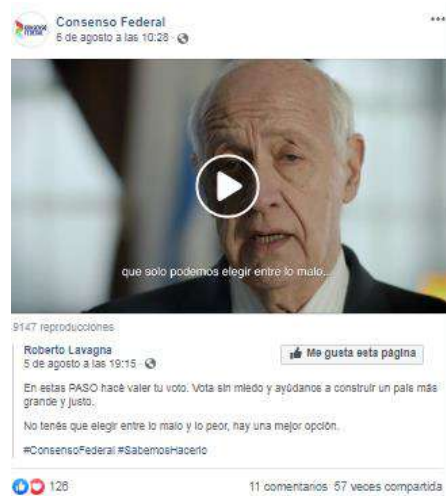 Consenso Federal
6 de agosto a las 10:28
que solo podemos elegir entre lo malo...
9147 reproducciones
Roberto Lavagna
5 de agosto a las 19:15
Me gusta esta página
En estas PASO hacé valer tu voto. Vota sin miedo y ayúdanos a construir un país más
grande y justo.
No tenés que elegir entre lo malo y lo peor, hay una mejor opción.
#ConsensoFederal #SabemosHacerlo
126
11 comentarios 57 veces compartida